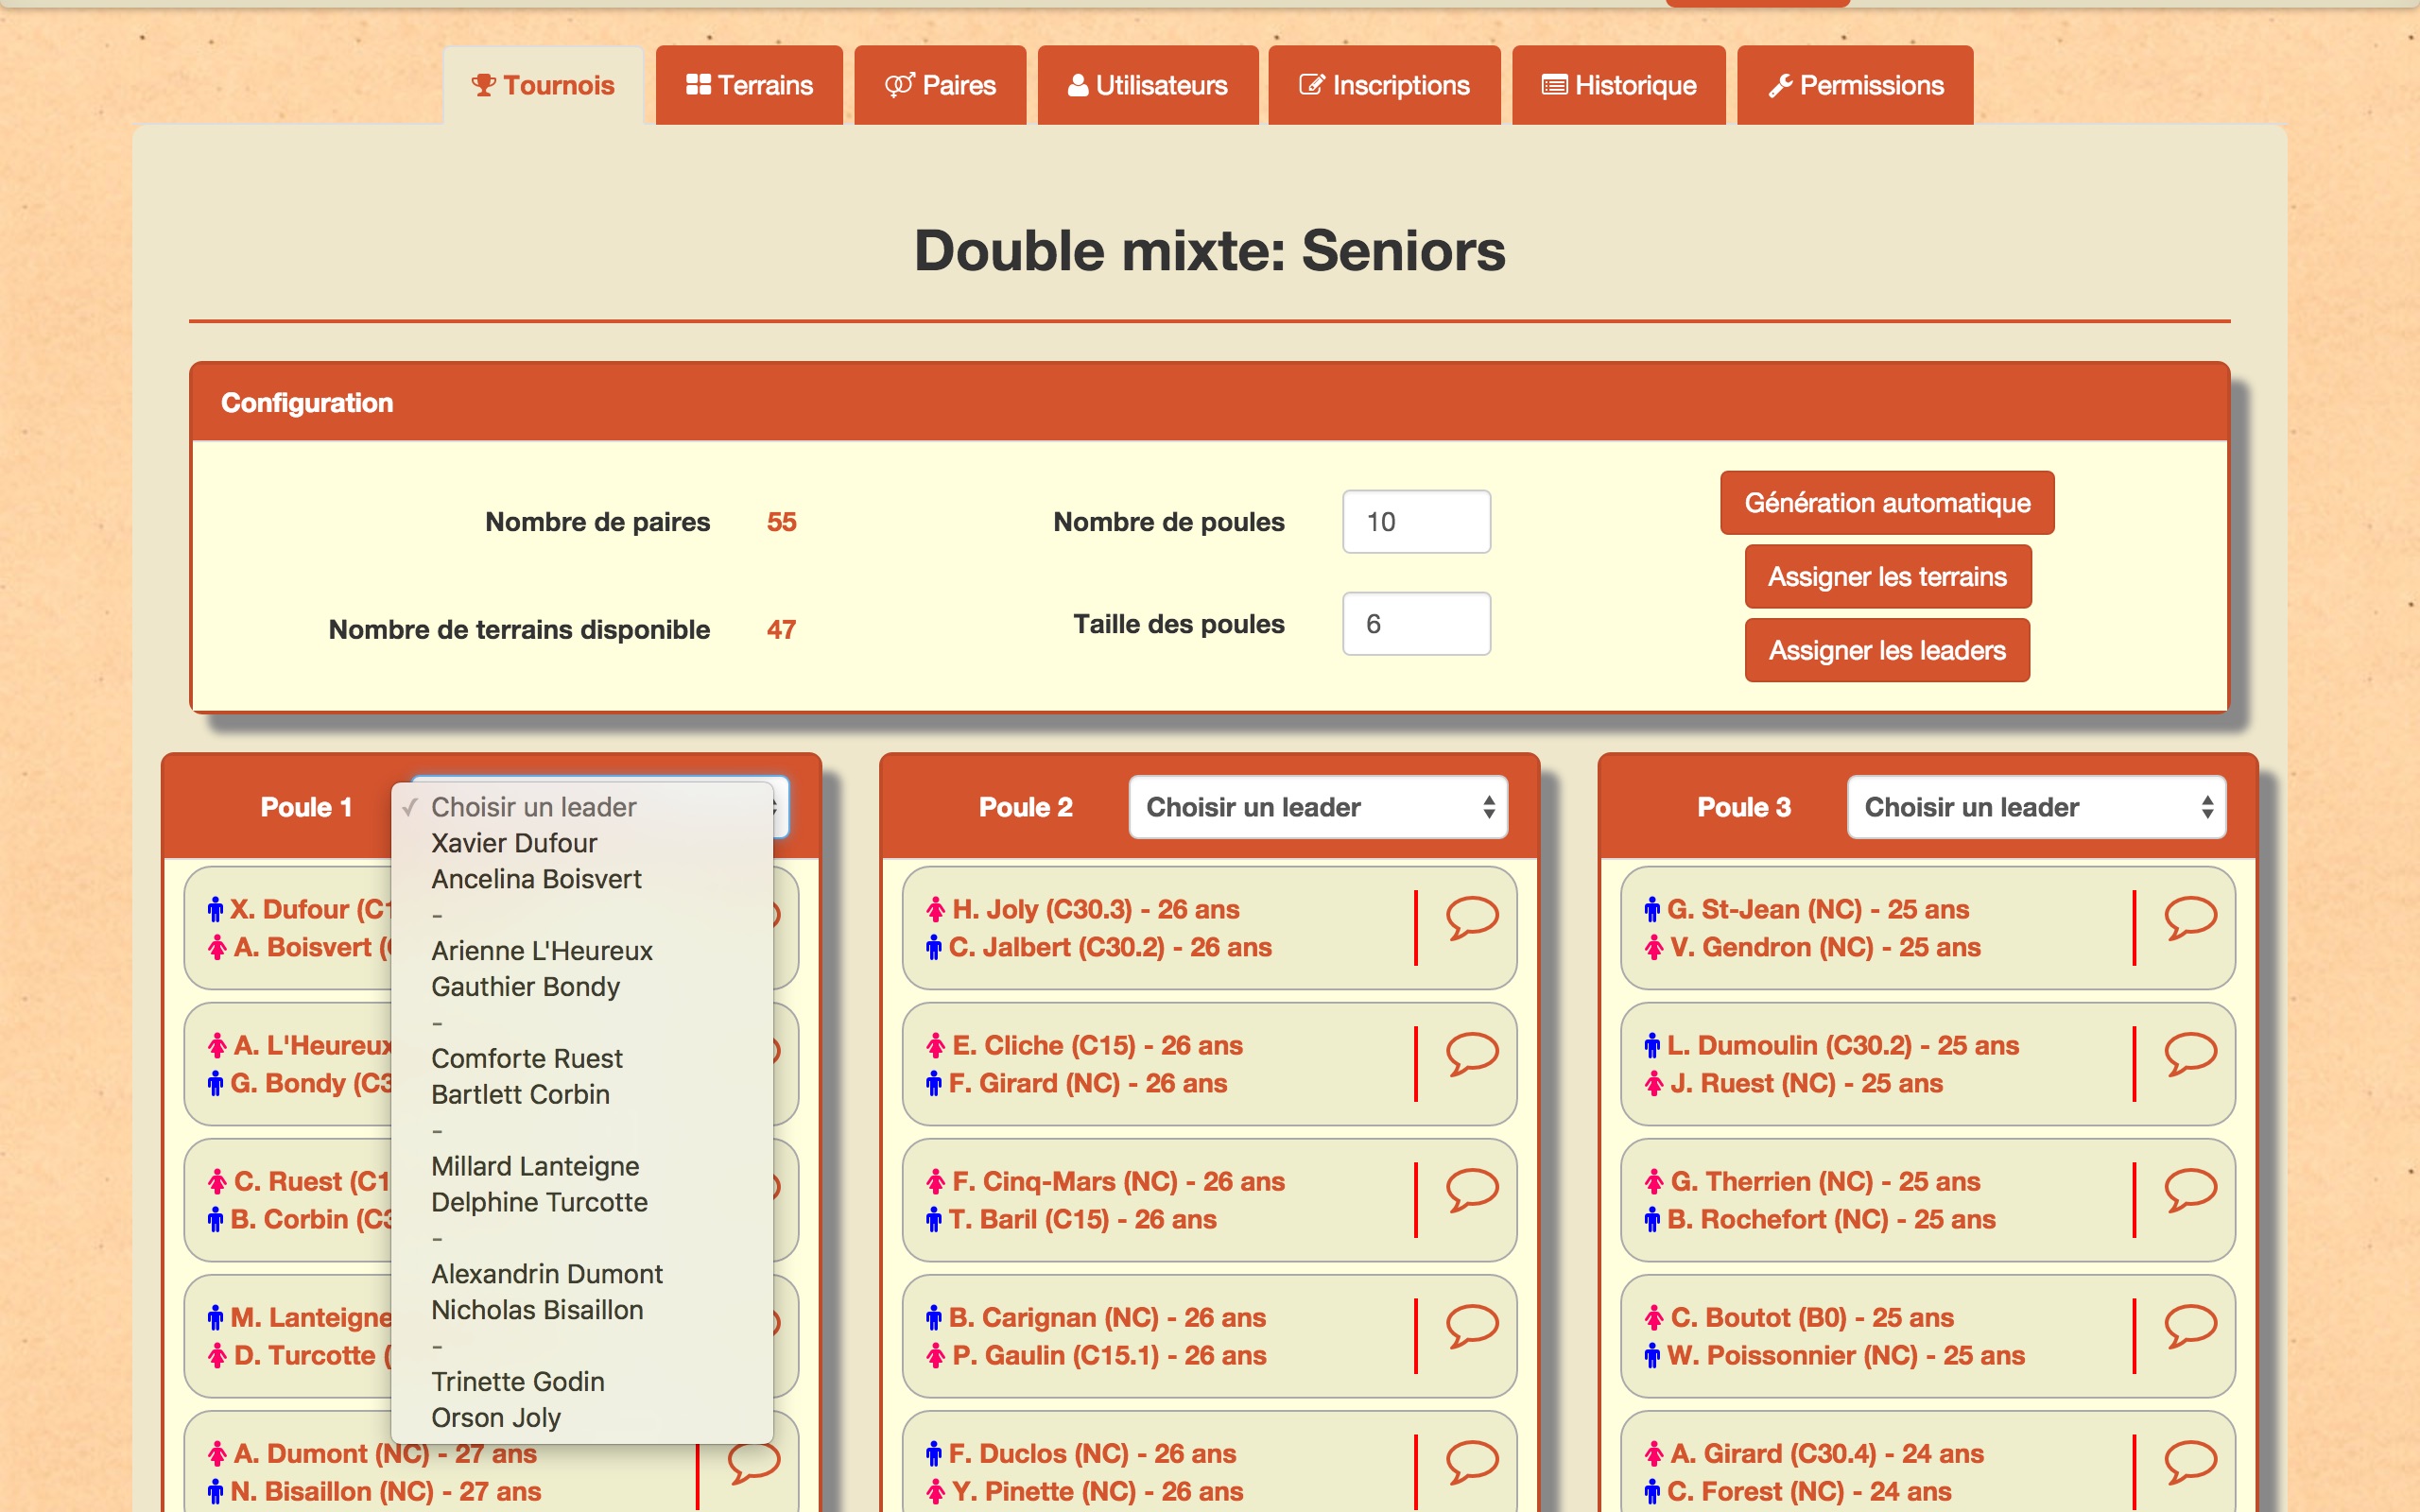 Tournois
Terrains
Paires
Utilisateurs
Inscriptions
Historique
Permissions
Double mixte: Seniors
Configuration
Nombre de paires 55
Nombre de poules 10
Génération automatique
Assigner les terrains
Nombre de terrains disponible 47
Taille des poules 6
Assigner les leaders
Poule 1
✓ Choisir un leader
Xavier Dufour
Ancelina Boisvert
-
Arienne L'Heureux
Gauthier Bondy
-
Comforte Ruest
Bartlett Corbin
-
Millard Lanteigne
Delphine Turcotte
-
Alexandrin Dumont
Nicholas Bisaillon
-
Trinette Godin
Orson Joly
X. Dufour (C1
A. Boisvert (
A. L'Heureux
G. Bondy (C3
C. Ruest (C1
B. Corbin (C3
M. Lanteigne
D. Turcotte (
A. Dumont (NC) - 27 ans
N. Bisaillon (NC) - 27 ans
Poule 2
Choisir un leader
H. Joly (C30.3) - 26 ans
C. Jalbert (C30.2) - 26 ans
E. Cliche (C15) - 26 ans
F. Girard (NC) - 26 ans
F. Cinq-Mars (NC) - 26 ans
T. Baril (C15) - 26 ans
B. Carignan (NC) - 26 ans
P. Gaulin (C15.1) - 26 ans
F. Duclos (NC) - 26 ans
Y. Pinette (NC) - 26 ans
Poule 3
Choisir un leader
G. St-Jean (NC) - 25 ans
V. Gendron (NC) - 25 ans
L. Dumoulin (C30.2) - 25 ans
J. Ruest (NC) - 25 ans
G. Therrien (NC) - 25 ans
B. Rochefort (NC) - 25 ans
C. Boutot (B0) - 25 ans
W. Poissonnier (NC) - 25 ans
A. Girard (C30.4) - 24 ans
C. Forest (NC) - 24 ans